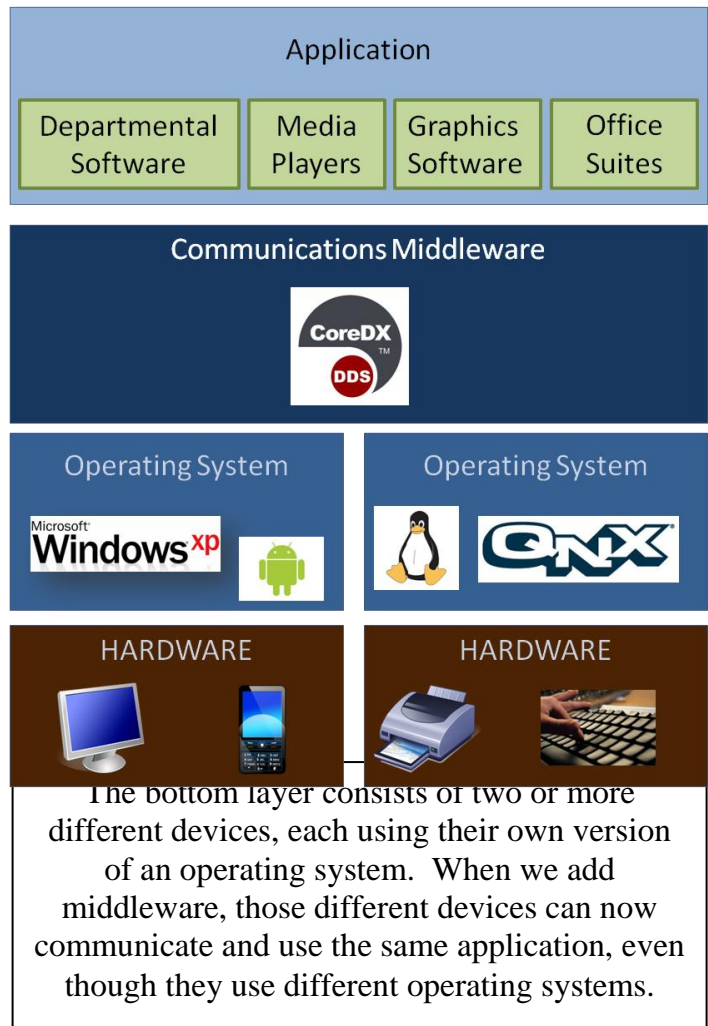 Application
Departmental Software
Media Players
Graphics Software
Office Suites
Communications Middleware
CoreDX
TM
DDS
Operating System
Microsoft
Windows xp
Operating System
QNX
HARDWARE
HARDWARE
The bottom layer consists of two or more
different devices, each using their own version
of an operating system. When we add
middleware, those different devices can now
communicate and use the same application, even
though they use different operating systems.